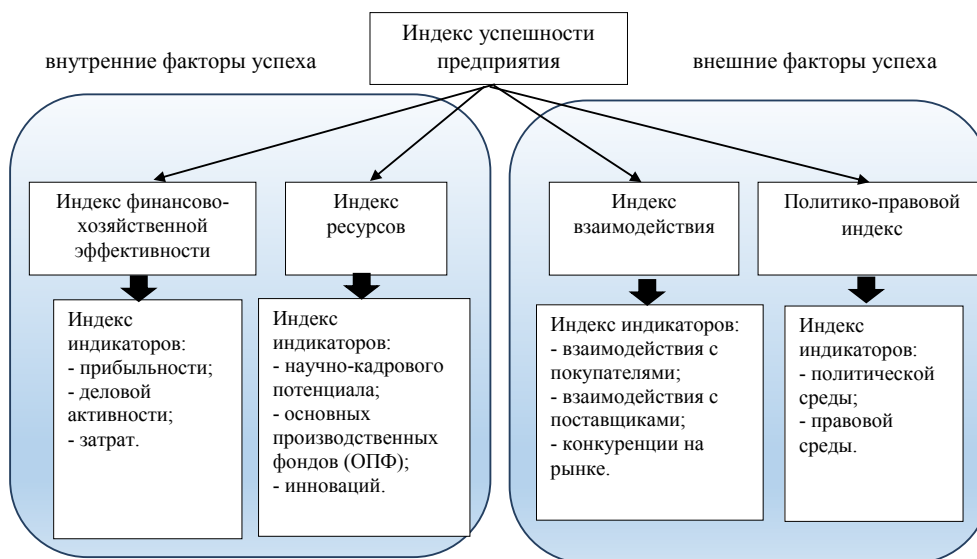 Индекс успешности
предприятия
внутренние факторы успеха
внешние факторы успеха
Индекс финансово-
хозяйственной
эффективности
Индекс
ресурсов
Индекс
взаимодействия
Политико-правовой
индекс
Индекс
индикаторов:
- прибыльности;
- деловой
активности;
- затрат.
Индекс
индикаторов:
- научно-кадрового
потенциала;
- основных
производственных
фондов (ОПФ);
- инноваций.
Индекс индикаторов:
- взаимодействия с
покупателями;
- взаимодействия с
поставщиками;
- конкуренции на
рынке.
Индекс
индикаторов:
- политической
среды;
- правовой
среды.